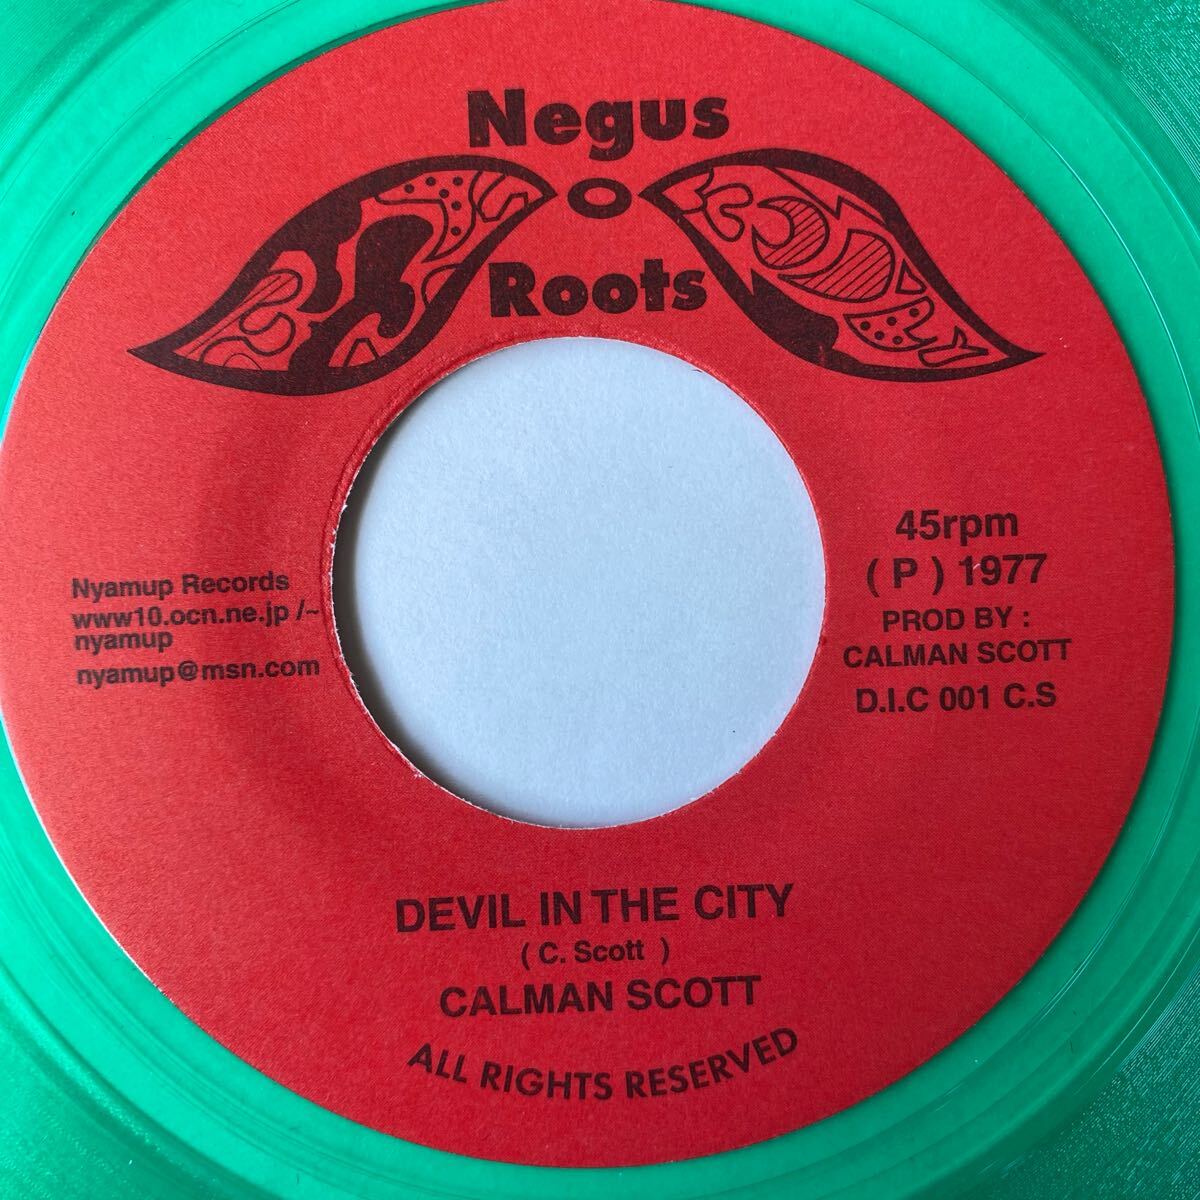 Negus
Roots
45rpm
( P ) 1977
PROD BY :
CALMAN SCOTT
D.I.C 001 C.S
Nyamup Records
www10.ocn.ne.jp /~
nyamup
nyamup@msn.com
DEVIL IN THE CITY
( C. Scott )
CALMAN SCOTT
ALL RIGHTS RESERVED